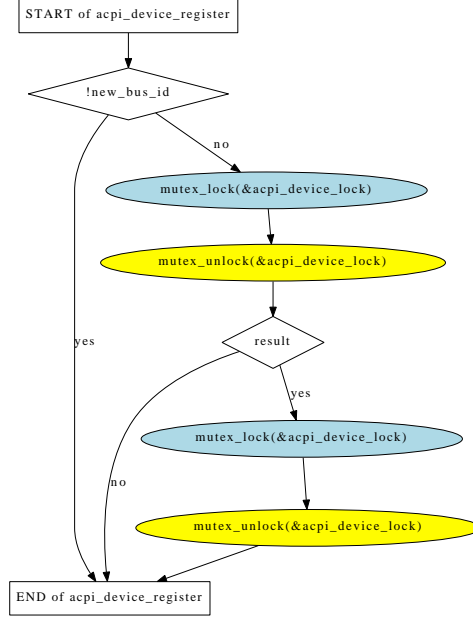 START of acpi_device_register
!new_bus_id
no
mutex_lock(&acpi_device_lock)
mutex_unlock(&acpi_device_lock)
yes
result
yes
mutex_lock(&acpi_device_lock)
no
mutex_unlock(&acpi_device_lock)
END of acpi_device_register